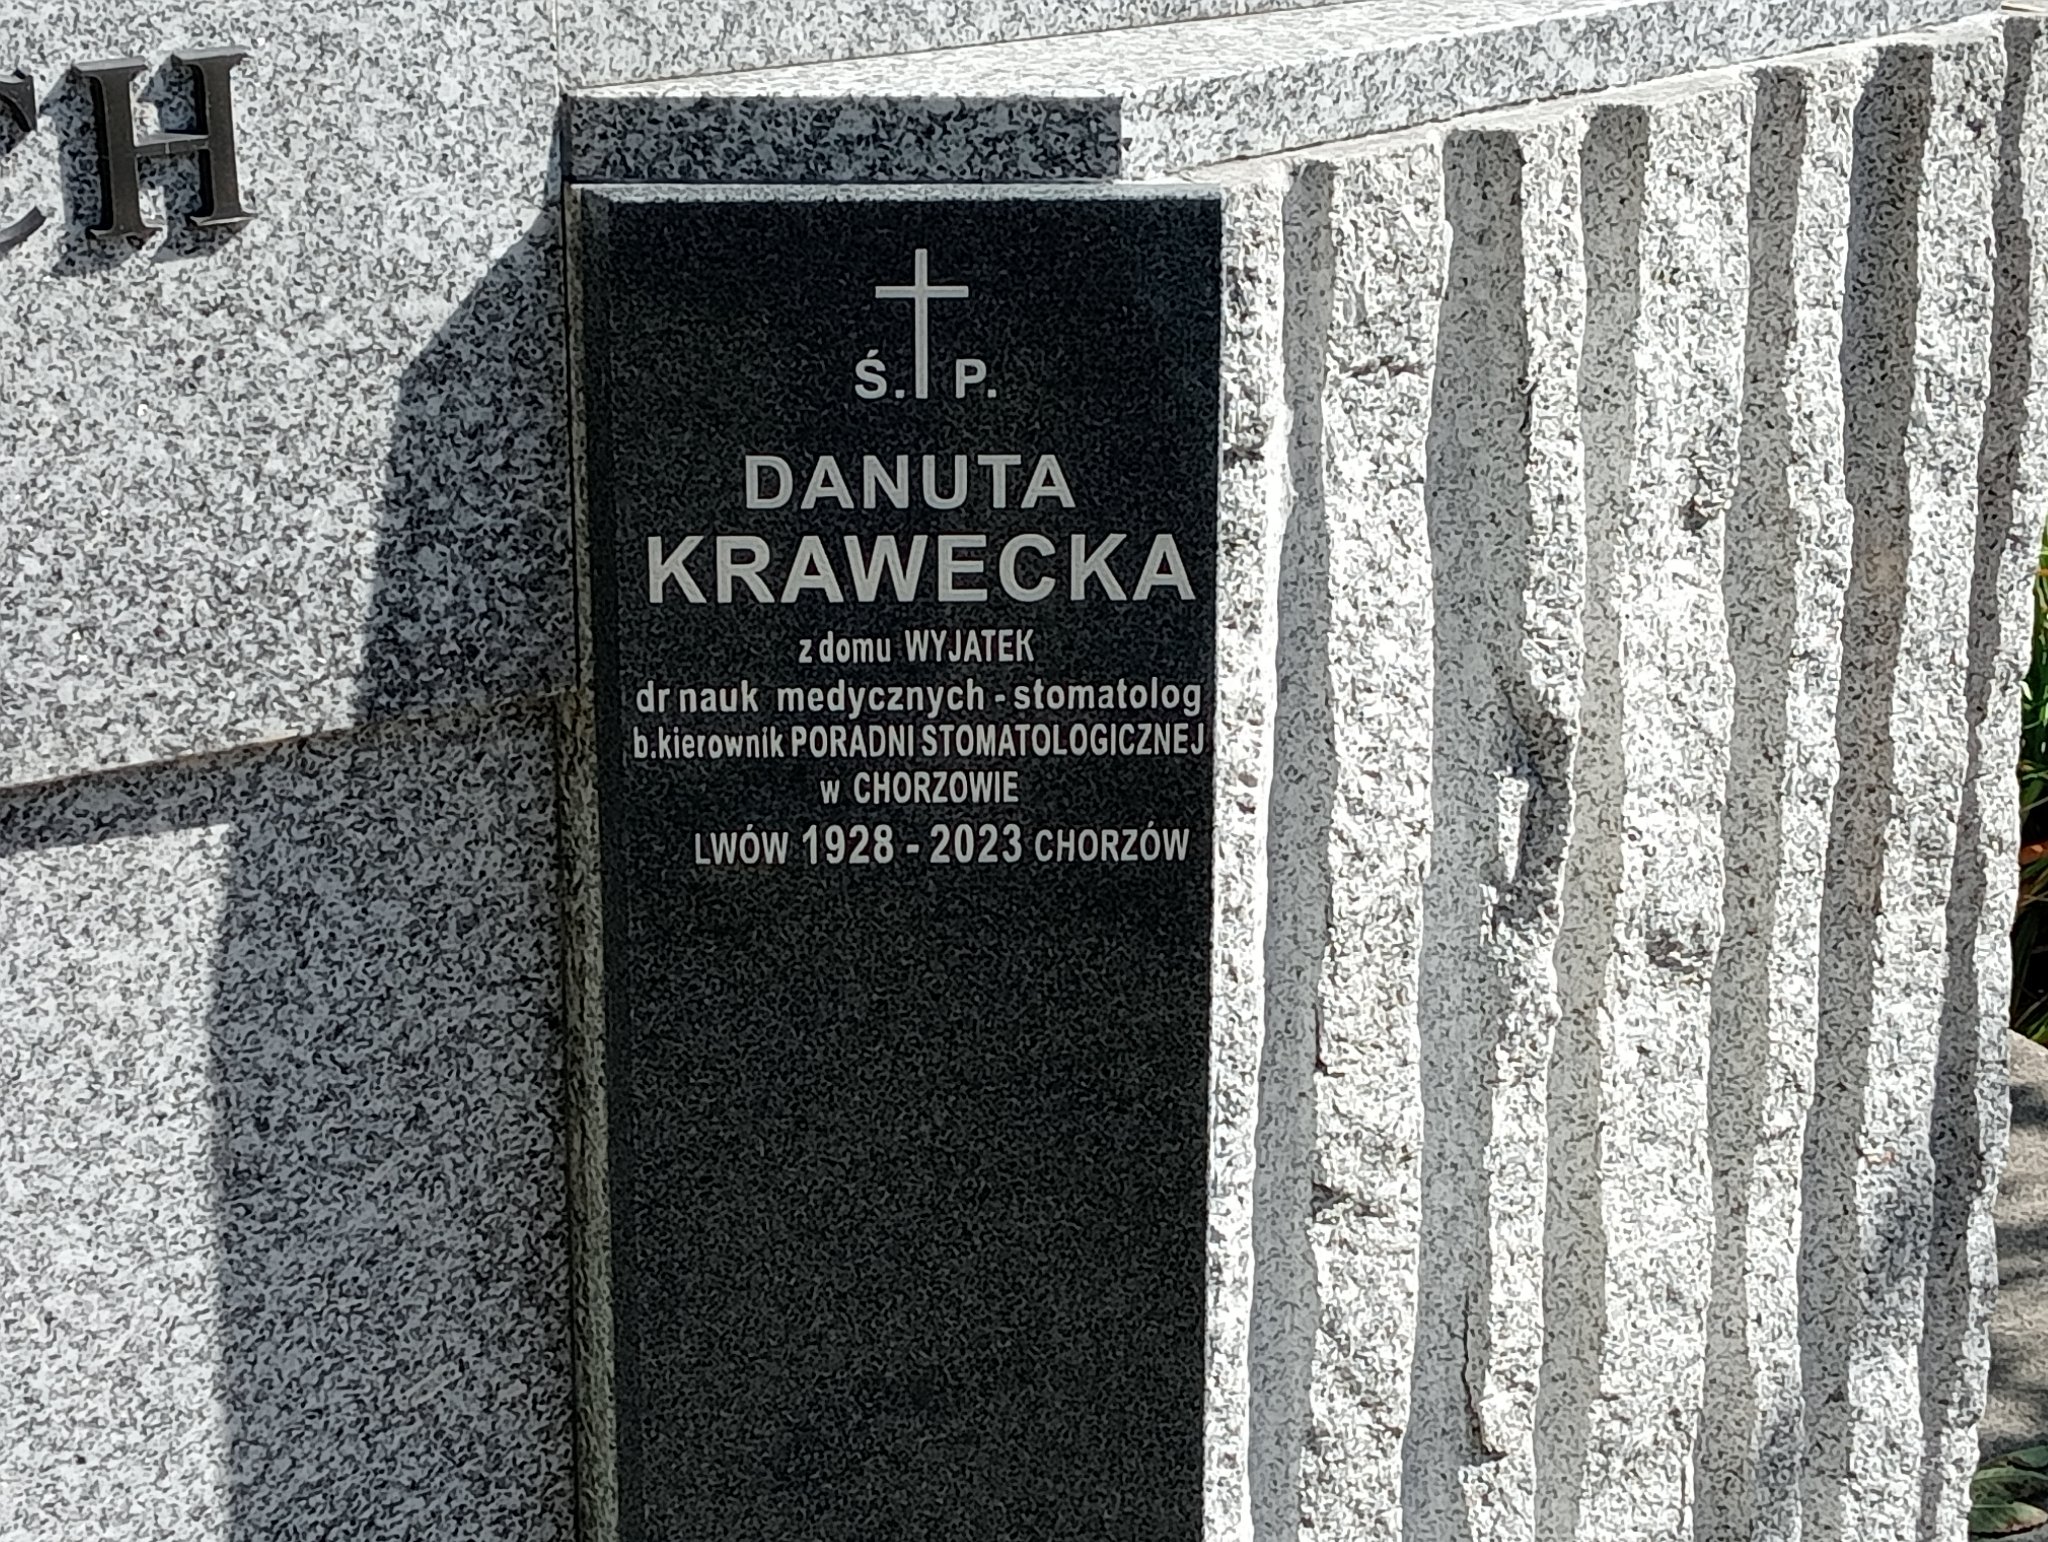 CH
Ś. P.
DANUTA
KRAWECKA
z domu WYJATEK
dr nauk medycznych - stomatolog
b.kierownik PORADNI STOMATOLOGICZNEJ
w CHORZOWIE
LWÓW 1928 - 2023 CHORZÓW